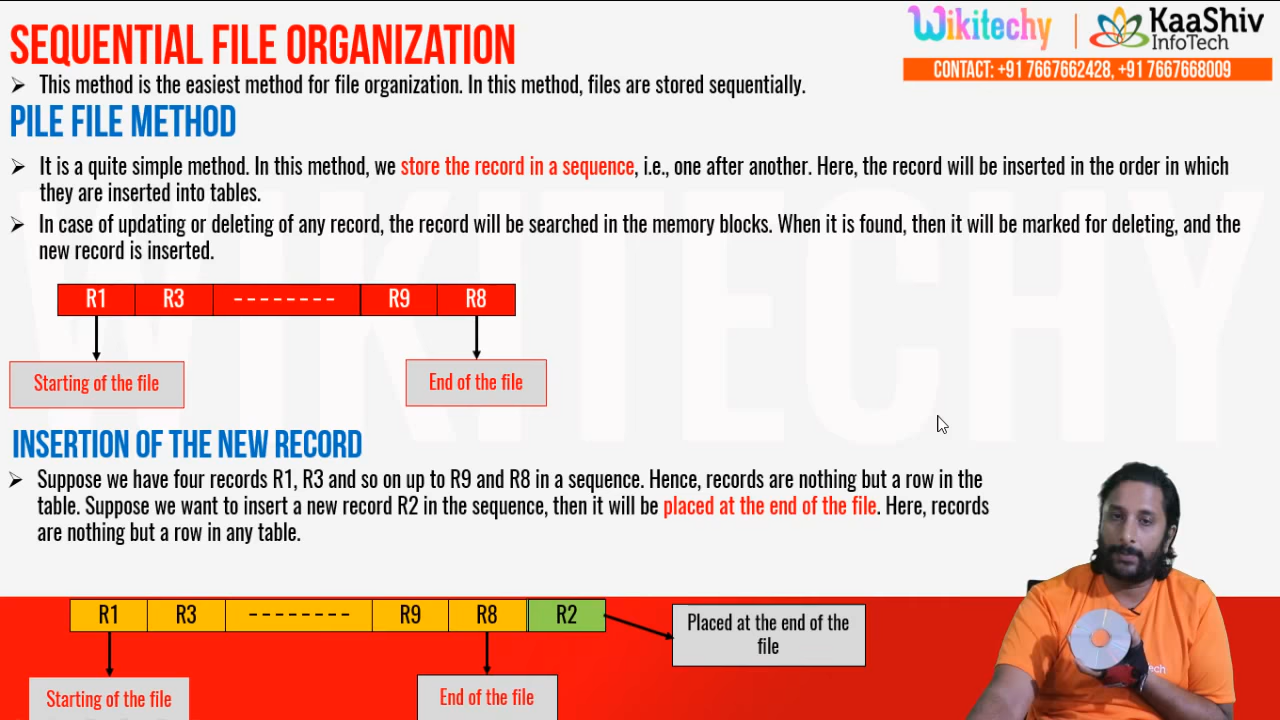 Wikitechy
KaaShiv
InfoTech
CONTACT: +91 7667662428, +91 7667668009
SEQUENTIAL FILE ORGANIZATION
➢ This method is the easiest method for file organization. In this method, files are stored sequentially.
PILE FILE METHOD
➢ It is a quite simple method. In this method, we store the record in a sequence, i.e., one after another. Here, the record will be inserted in the order in which
they are inserted into tables.
➢ In case of updating or deleting of any record, the record will be searched in the memory blocks. When it is found, then it will be marked for deleting, and the
new record is inserted.
R1 R3 - - - - - - - - R9 R8
Starting of the file End of the file
INSERTION OF THE NEW RECORD
➢ Suppose we have four records R1, R3 and so on up to R9 and R8 in a sequence. Hence, records are nothing but a row in the
table. Suppose we want to insert a new record R2 in the sequence, then it will be placed at the end of the file. Here, records
are nothing but a row in any table.
R1 R3 - - - - - - - - R9 R8 R2
Placed at the end of the
file
Starting of the file End of the file
WIKITECHY